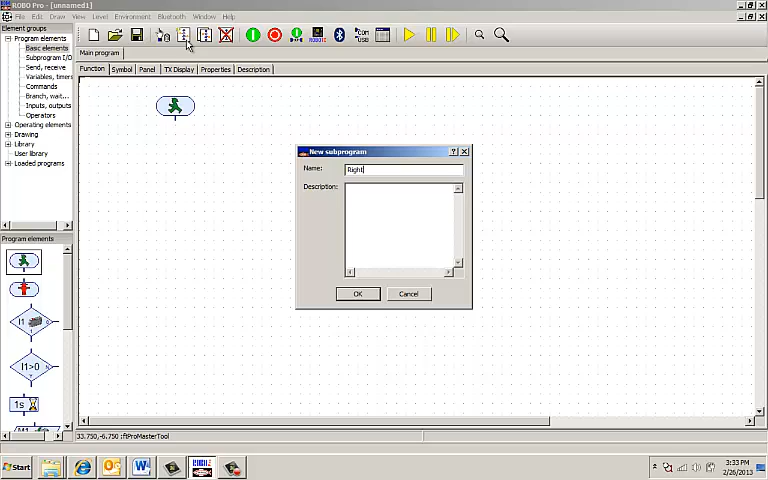 ROBO Pro - [unnamed1]
File Edit Draw View Level Environment Bluetooth Window Help
Element groups
Program elements
Basic elements
Subprogram I/O
Send, receive
Variables, timers
Commands
Branch, wait...
Inputs, outputs
Operators
Operating elements
Drawing
Library
User library
Loaded programs
COM
USB
Main program
Function Symbol Panel TX Display Properties Description
New subprogram
Name: Right
Description:
OK Cancel
Program elements
I1
I1>0
N
Y
1s
33.750,-6.750 :ftProMasterTool
Start
3:33 PM
2/26/2013